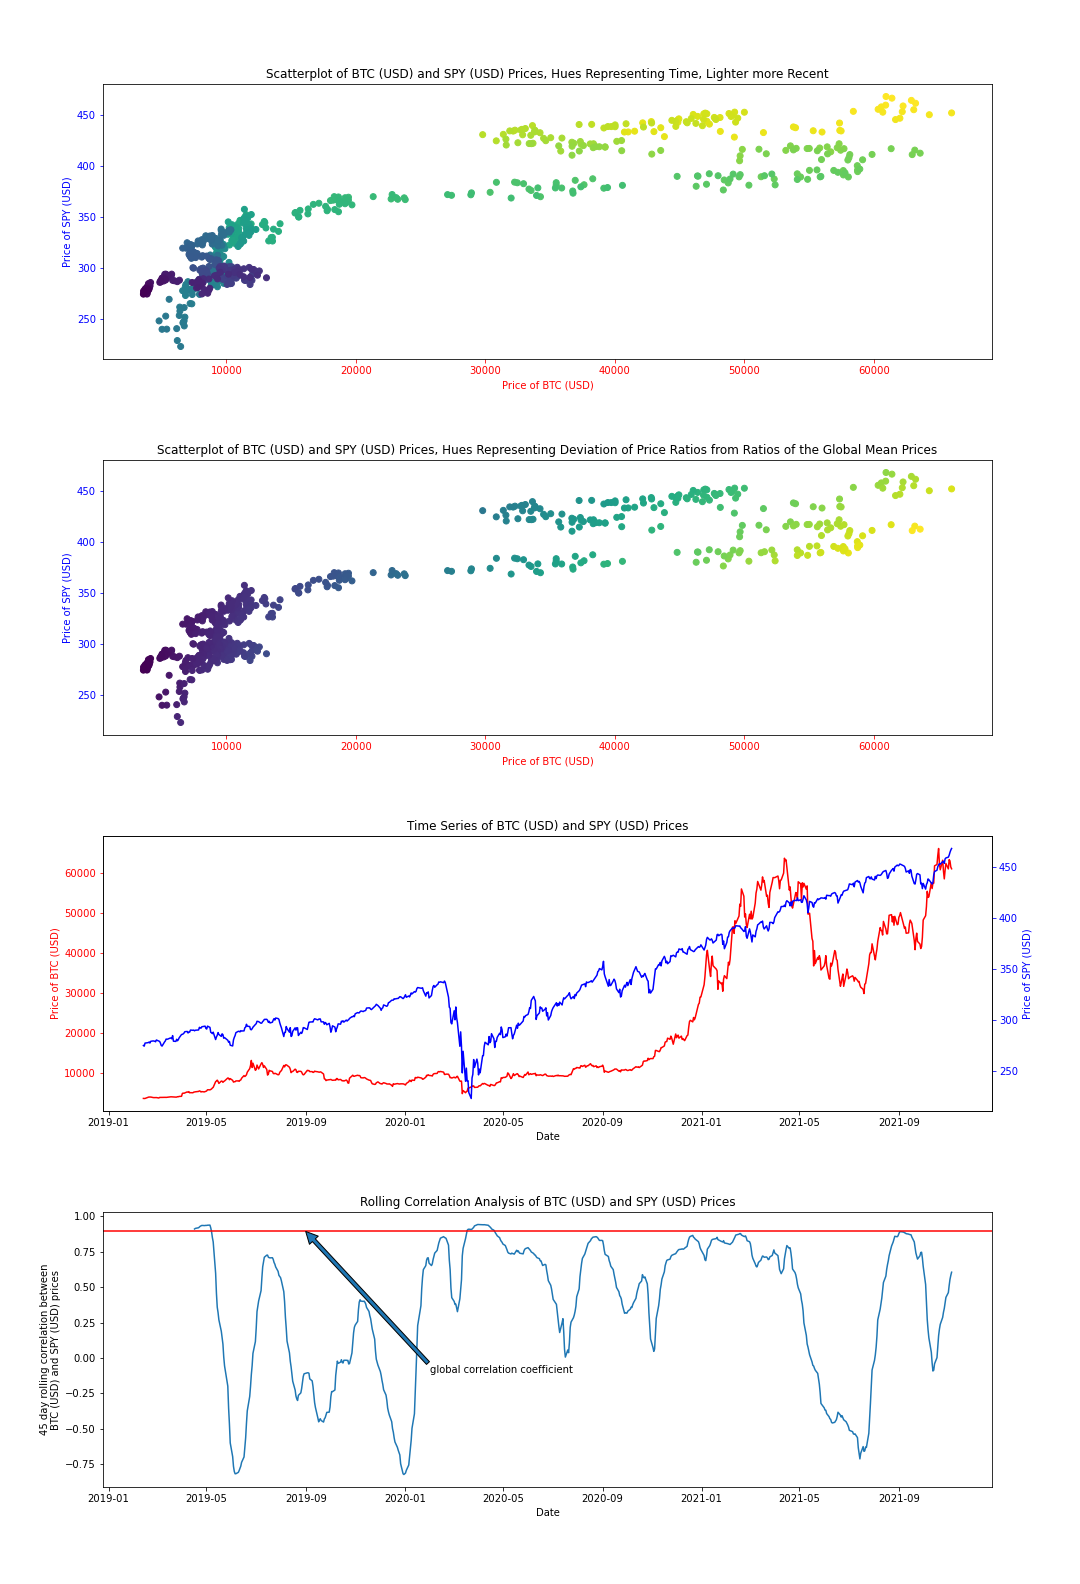 Scatterplot of BTC (USD) and SPY (USD) Prices, Hues Representing Time, Lighter more Recent
450
400
350
300
250
Price of SPY (USD)
10000 20000 30000 40000 50000 60000
Price of BTC (USD)
Scatterplot of BTC (USD) and SPY (USD) Prices, Hues Representing Deviation of Price Ratios from Ratios of the Global Mean Prices
450
400
350
300
250
Price of SPY (USD)
10000 20000 30000 40000 50000 60000
Price of BTC (USD)
Time Series of BTC (USD) and SPY (USD) Prices
60000
50000
40000
30000
20000
10000
Price of BTC (USD)
450
400
350
300
250
Price of SPY (USD)
2019-01 2019-05 2019-09 2020-01 2020-05 2020-09 2021-01 2021-05 2021-09
Date
Rolling Correlation Analysis of BTC (USD) and SPY (USD) Prices
1.00
0.75
0.50
0.25
0.00
−0.25
−0.50
−0.75
45 day rolling correlation between
BTC (USD) and SPY (USD) prices
global correlation coefficient
2019-01 2019-05 2019-09 2020-01 2020-05 2020-09 2021-01 2021-05 2021-09
Date